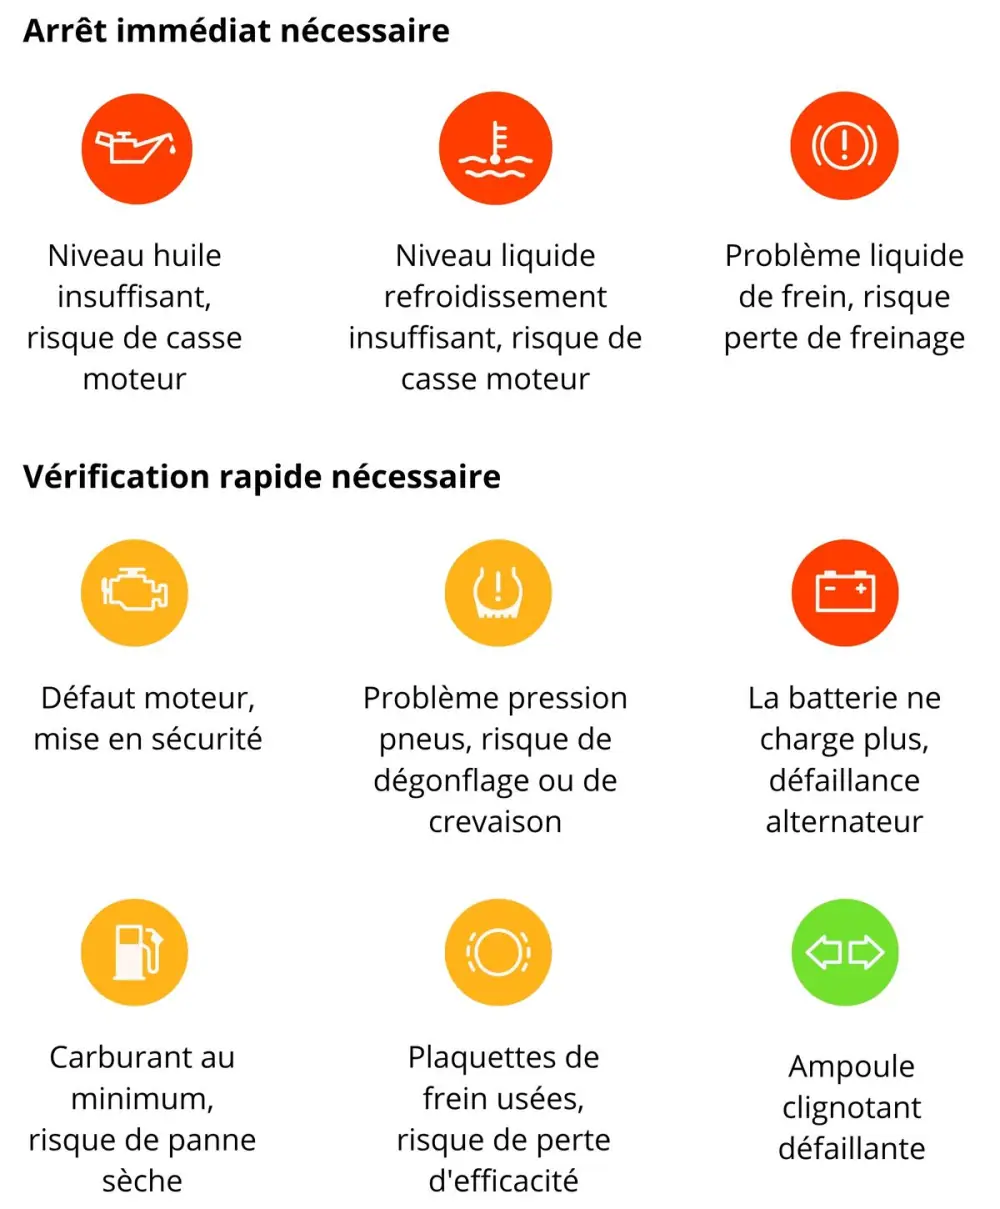 Arrêt immédiat nécessaire
Niveau huile
insuffisant,
risque de casse
moteur
Niveau liquide
refroidissement
insuffisant, risque de
casse moteur
Problème liquide
de frein, risque
perte de freinage
Vérification rapide nécessaire
Défaut moteur,
mise en sécurité
Problème pression
pneus, risque de
dégonflage ou de
crevaison
La batterie ne
charge plus,
défaillance
alternateur
Carburant au
minimum,
risque de panne
sèche
Plaquettes de
frein usées,
risque de perte
d'efficacité
Ampoule
clignotant
défaillante